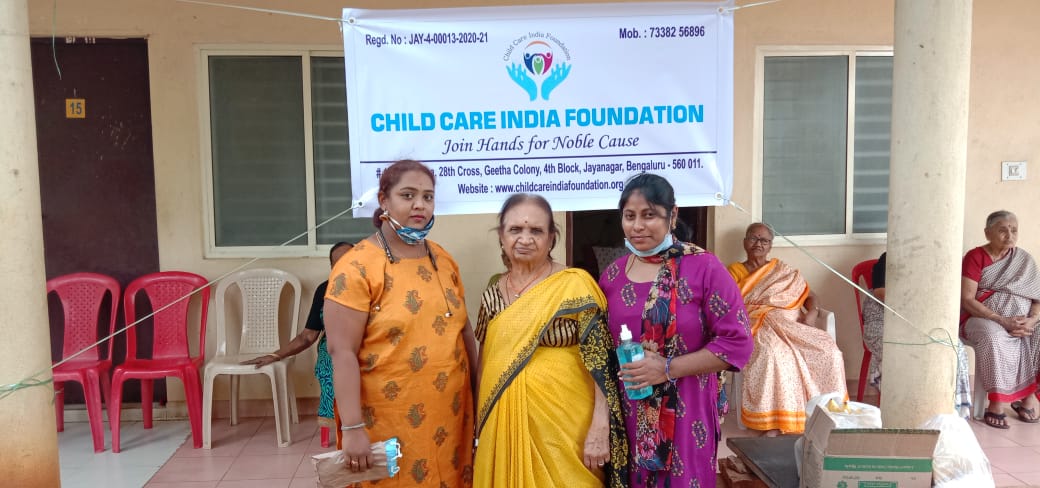 Regd. No : JAY-4-00013-2020-21
Mob. : 73382 56896
Child Care India Foundation
CHILD CARE INDIA FOUNDATION
Join Hands for Noble Cause
28th Cross, Geetha Colony, 4th Block, Jayanagar, Bengaluru - 560 011.
Website : www.childcareindiafoundation.org
15